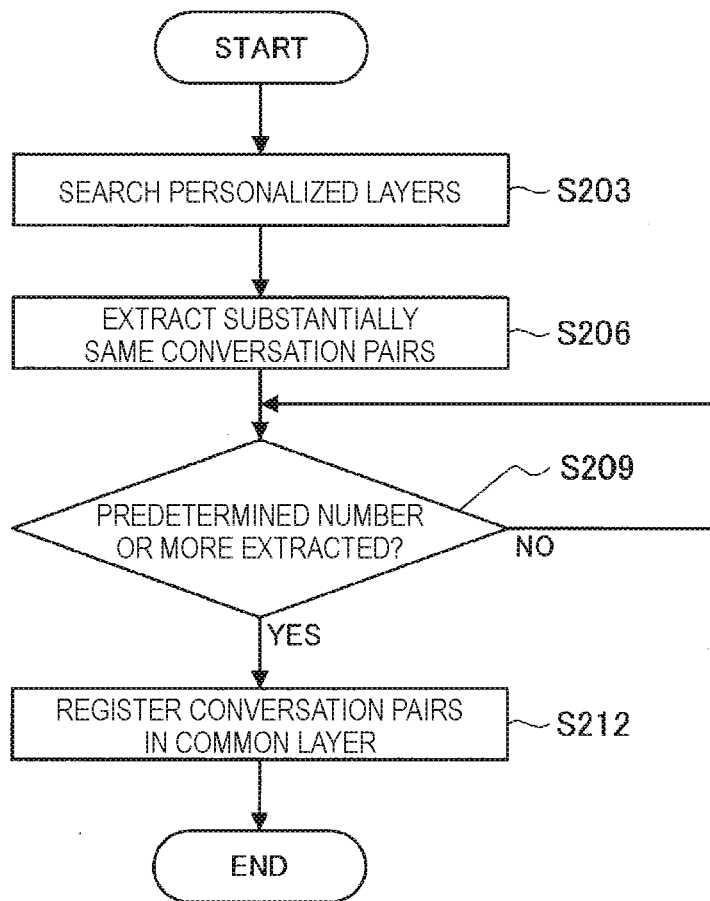 START
SEARCH PERSONALIZED LAYERS
S203
EXTRACT SUBSTANTIALLY
SAME CONVERSATION PAIRS
S206
S209
PREDETERMINED NUMBER
OR MORE EXTRACTED?
NO
YES
REGISTER CONVERSATION PAIRS
IN COMMON LAYER
S212
END